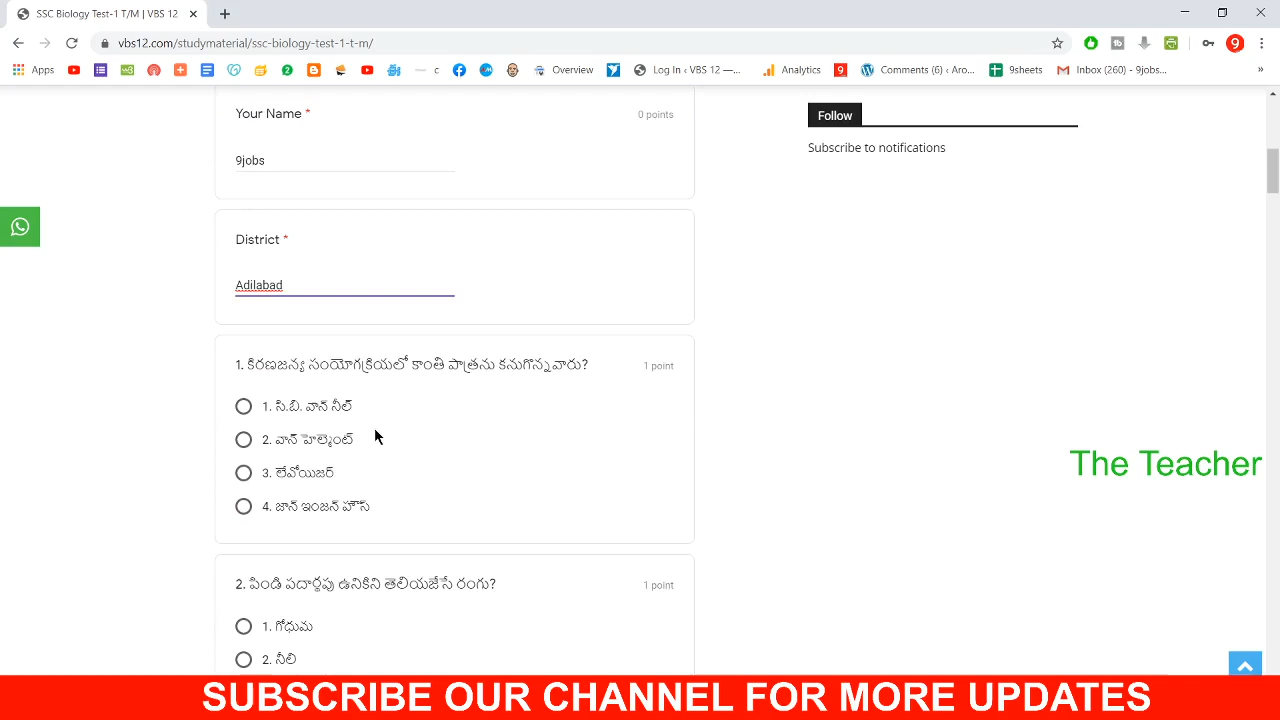 SSC Biology Test-1 T/M | VBS 12
vbs12.com/studymaterial/ssc-biology-test-1-t-m/
Apps
c
Overview
Log In ‹ VBS 12 —...
Analytics
9
Comments (6) ‹ Aro...
9sheets
Inbox (260) - 9jobs...
»
Your Name *
0 points
9jobs
Follow
Subscribe to notifications
District *
Adilabad
1. కిరణజన్య సంయోగక్రియలో కాంతి పాత్రను కనుగొన్న వారు?
1 point
1. సి.బి. వాన్ నీల్
2. వాన్ హెల్మొంట్
3. లేవోయిజర్
4. జాన్ ఇంజన్ హౌస్
The Teacher
2. పిండి పదార్థపు ఉనికిని తెలియజేసే రంగు?
1 point
1. గోధుమ
2. నీలి
SUBSCRIBE OUR CHANNEL FOR MORE UPDATES